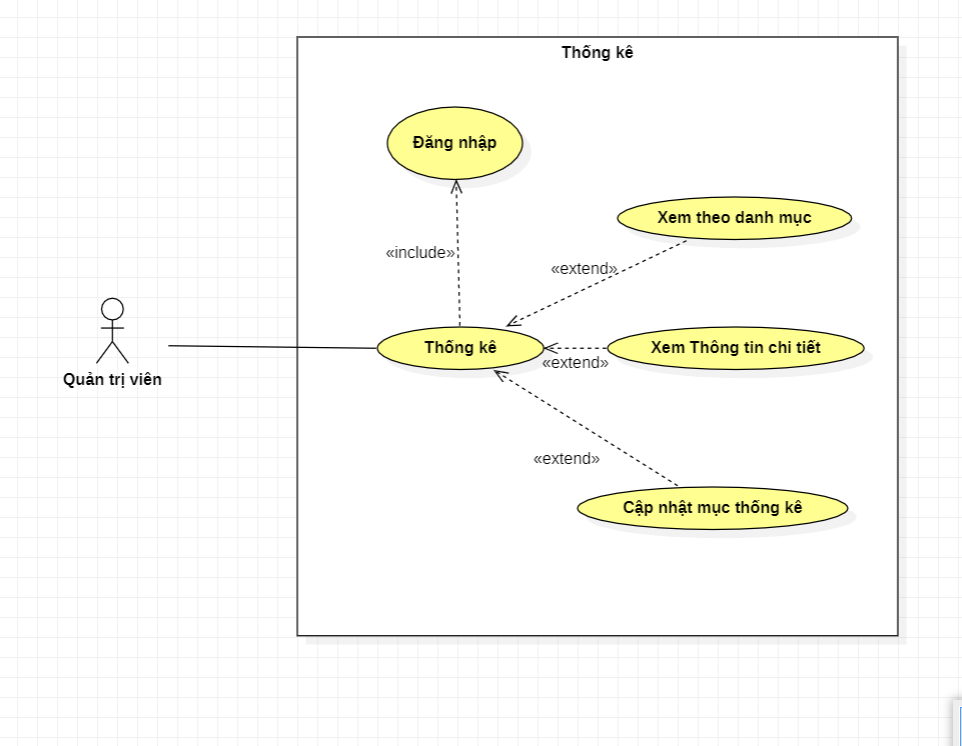 Thống kê
Đăng nhập
Xem theo danh mục
«include»
«extend»
Thống kê
Xem Thông tin chi tiết
«extend»
Quản trị viên
«extend»
Cập nhật mục thống kê